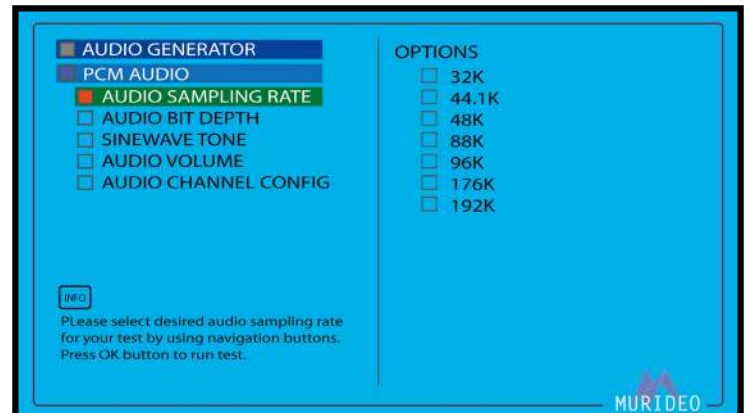 AUDIO GENERATOR
PCM AUDIO
AUDIO SAMPLING RATE
AUDIO BIT DEPTH
SINEWAVE TONE
AUDIO VOLUME
AUDIO CHANNEL CONFIG
INFO
PLease select desired audio sampling rate
for your test by using navigation buttons.
Press OK button to run test.
OPTIONS
32K
44.1K
48K
88K
96K
176K
192K
MURIDEO